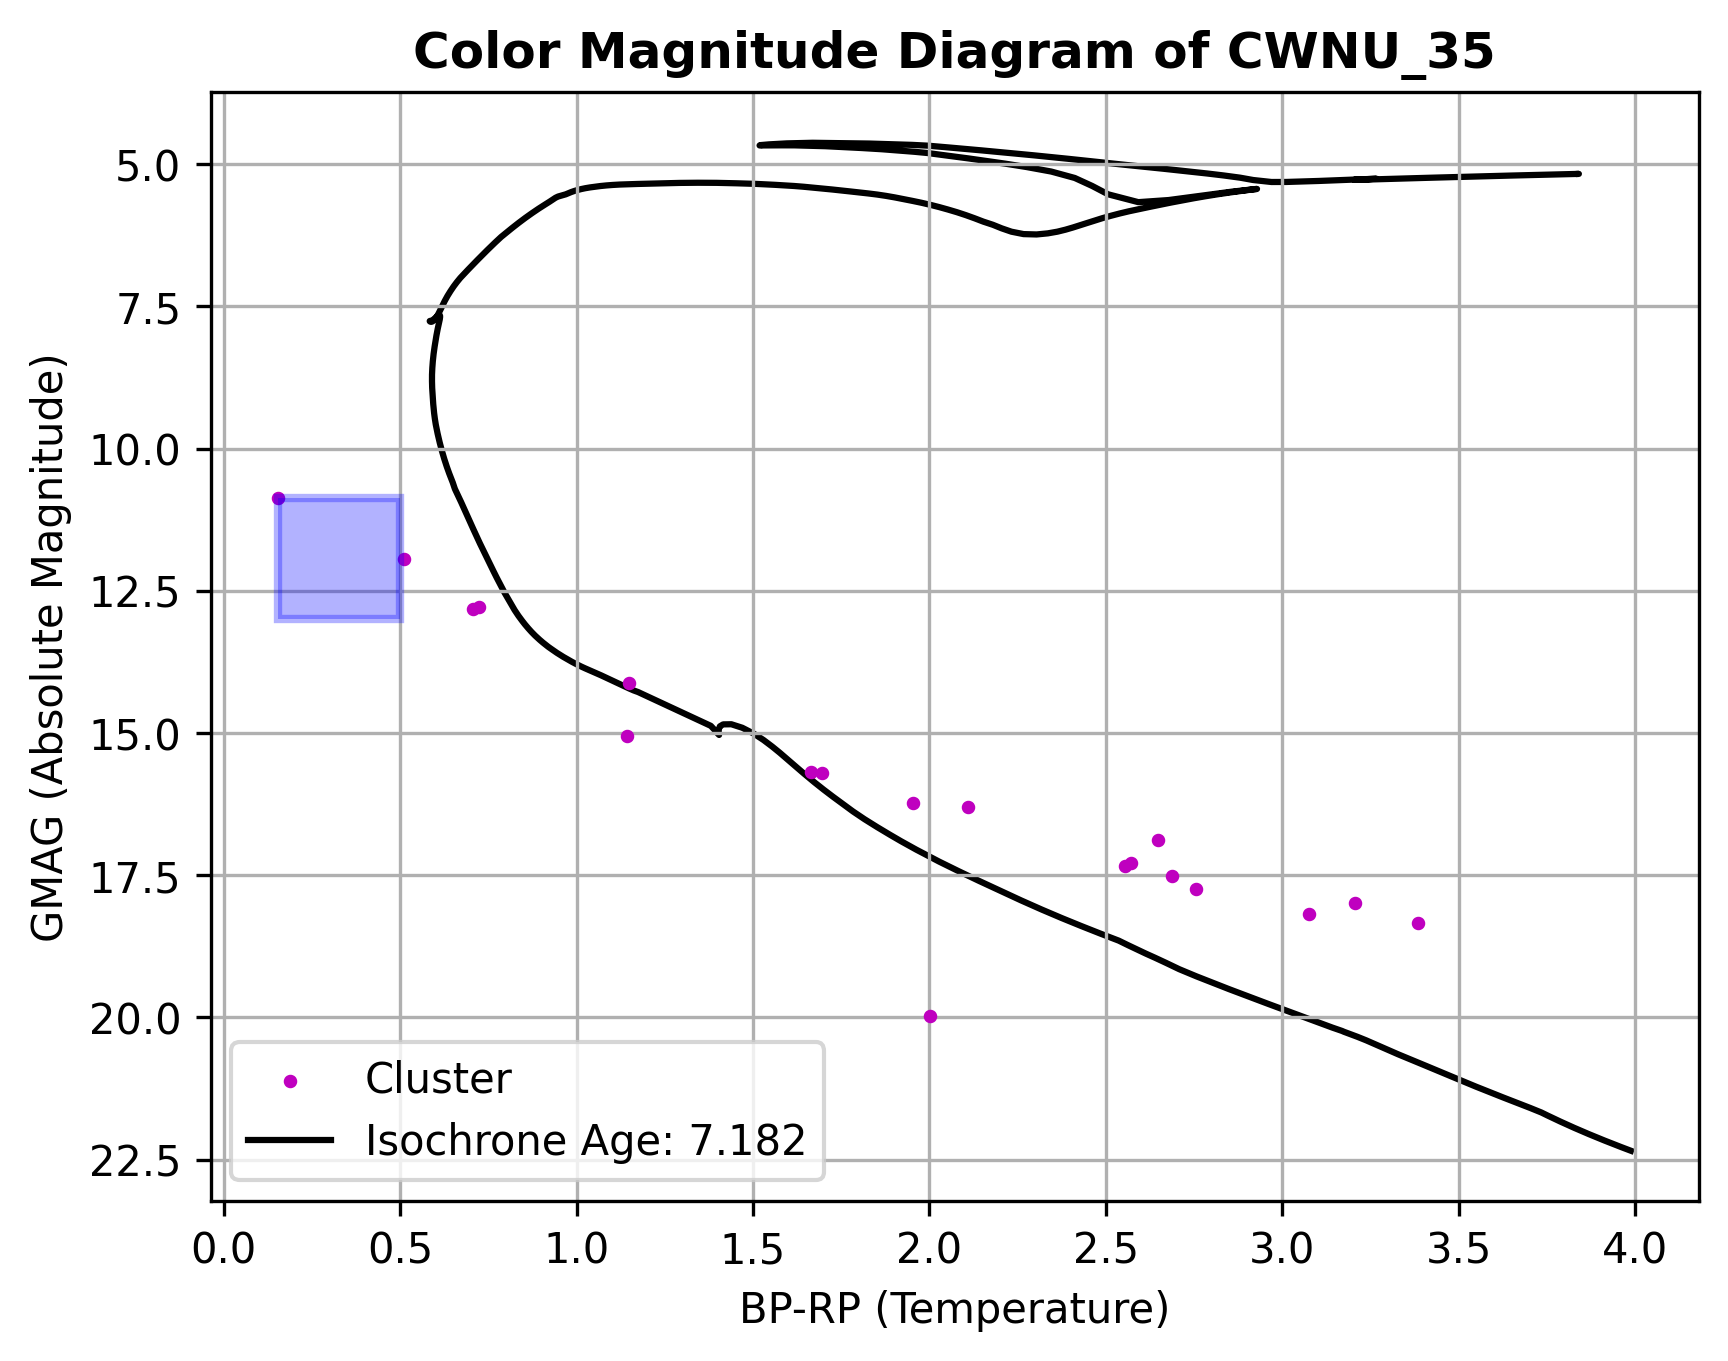 Color Magnitude Diagram of CWNU_35
GMAG (Absolute Magnitude)
5.0
7.5
10.0
12.5
15.0
17.5
20.0
22.5
Cluster
Isochrone Age: 7.182
0.0 0.5 1.0 1.5 2.0 2.5 3.0 3.5 4.0
BP-RP (Temperature)